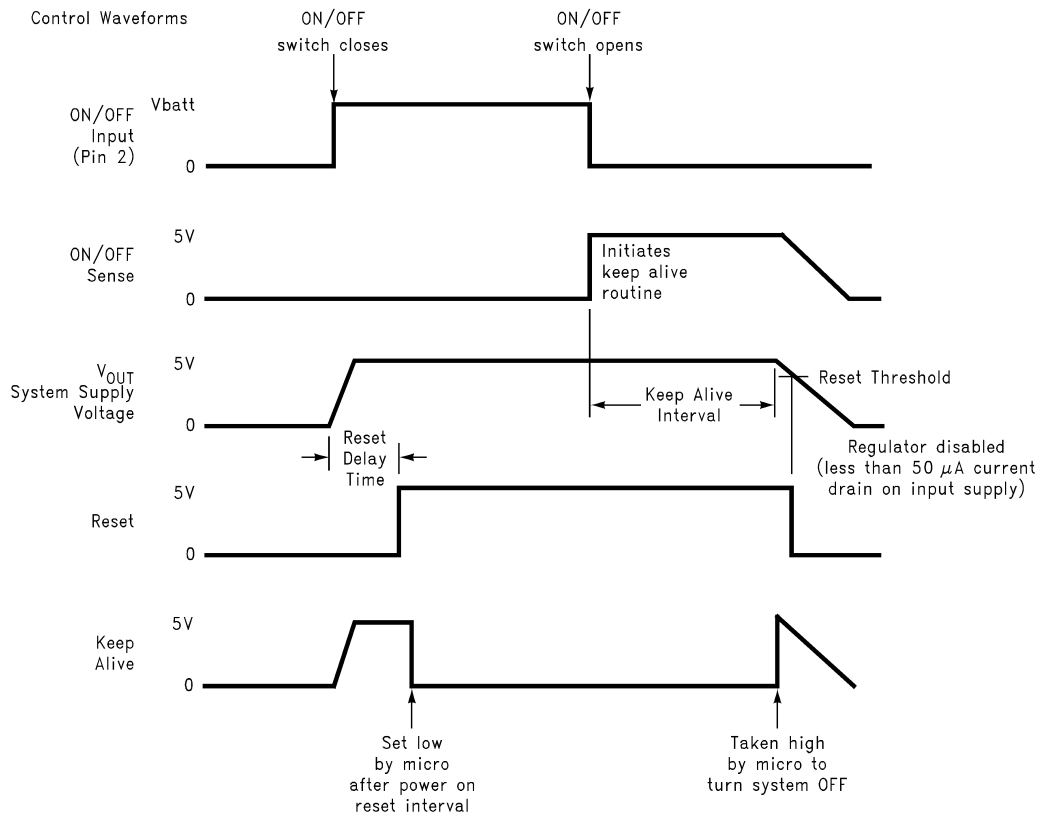 Control Waveforms
ON/OFF
switch closes
ON/OFF
switch opens
ON/OFF
Input
(Pin 2)
Vbatt
0
ON/OFF
Sense
5V
0
Initiates
keep alive
routine
VOUT
System Supply
Voltage
5V
0
Keep Alive
Interval
Reset Threshold
Reset
Delay
Time
Regulator disabled
(less than 50 μA current
drain on input supply)
Reset
5V
0
Keep
Alive
5V
0
Set low
by micro
after power on
reset interval
Taken high
by micro to
turn system OFF